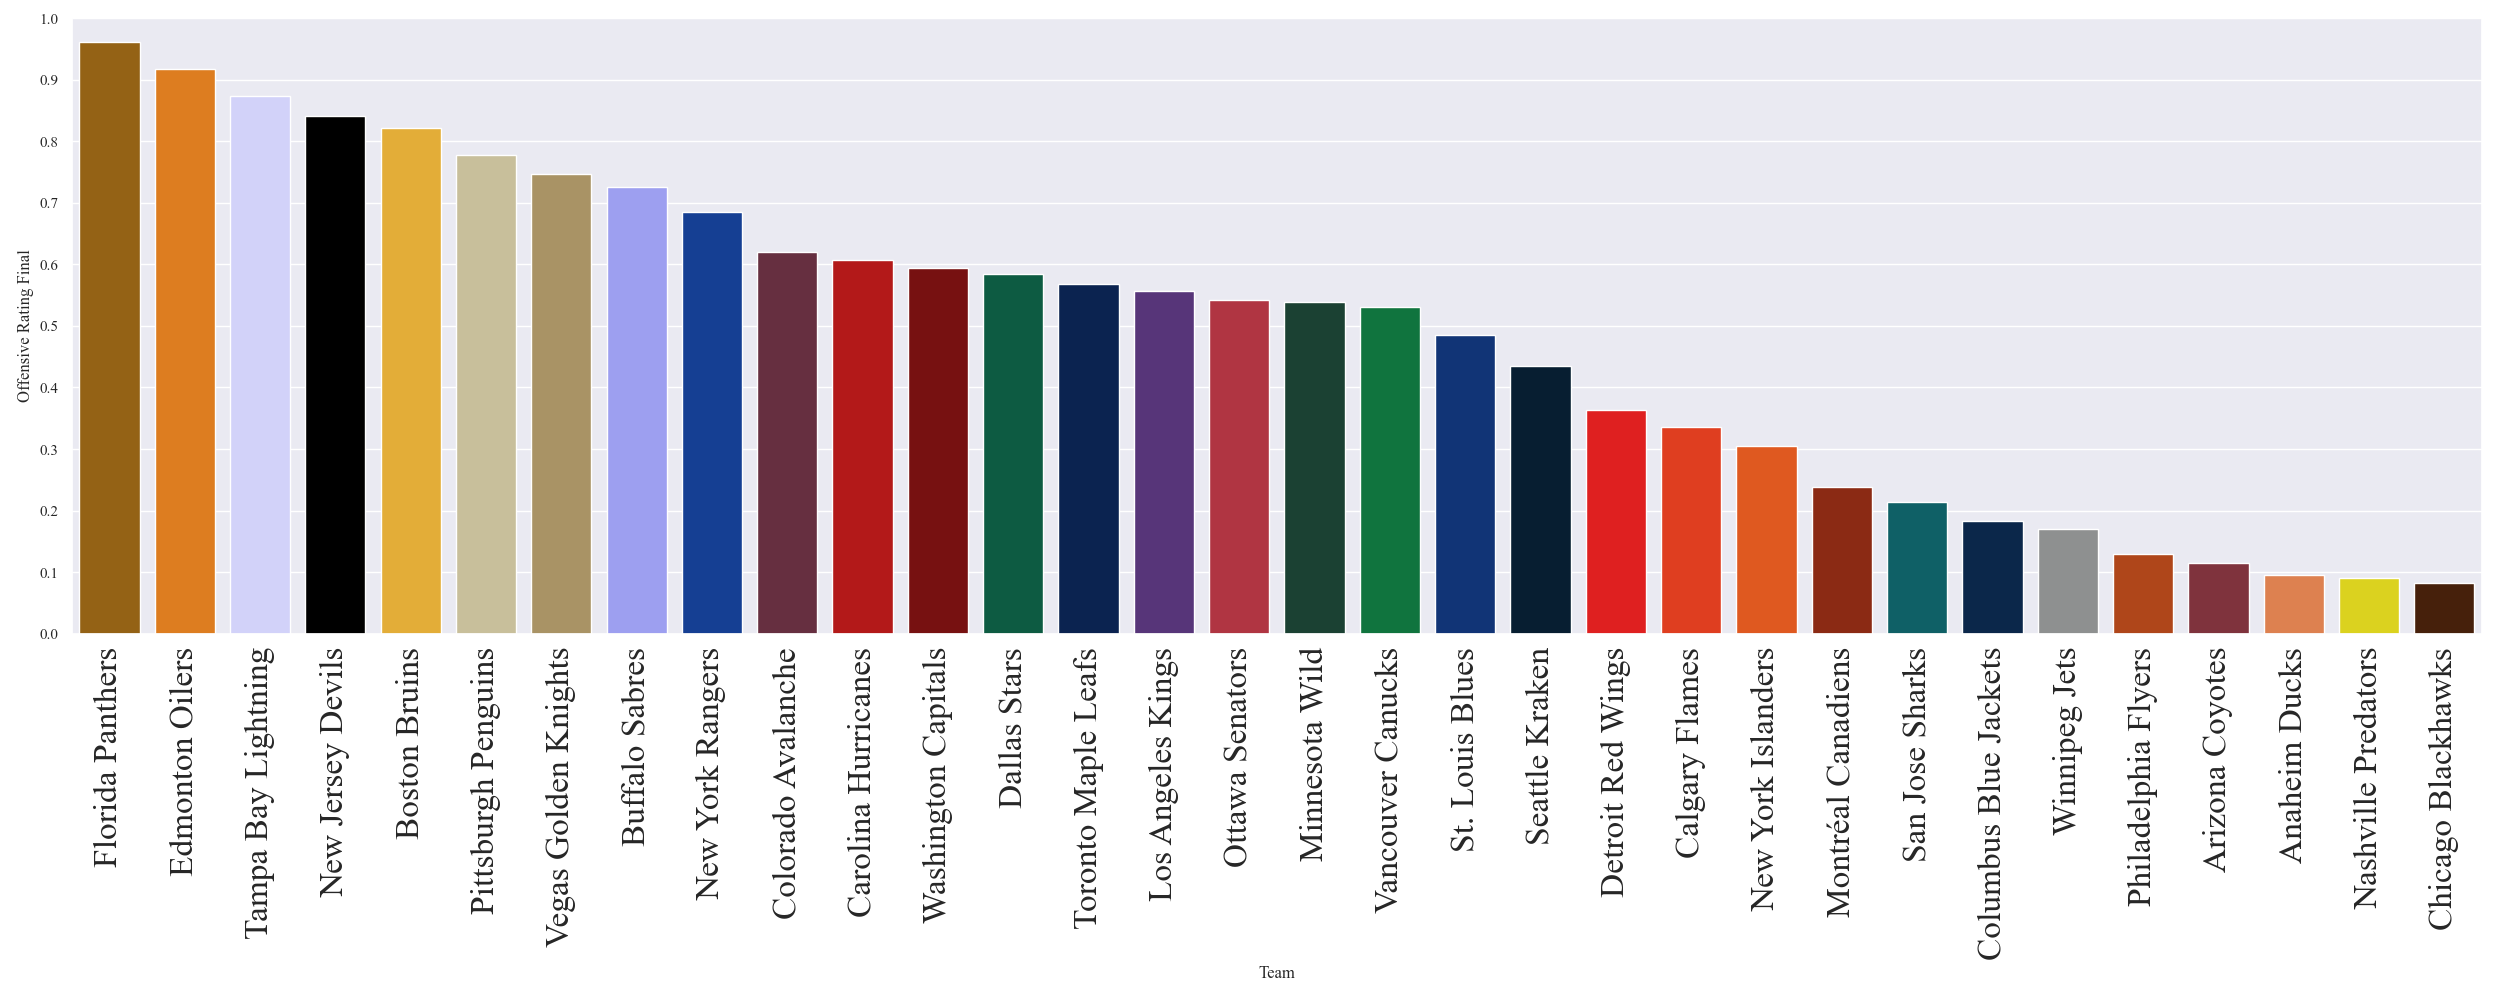 Offensive Rating Final
1.0
0.9
0.8
0.7
0.6
0.5
0.4
0.3
0.2
0.1
0.0
Florida Panthers
Edmonton Oilers
Tampa Bay Lightning
New Jersey Devils
Boston Bruins
Pittsburgh Penguins
Vegas Golden Knights
Buffalo Sabres
New York Rangers
Colorado Avalanche
Carolina Hurricanes
Washington Capitals
Dallas Stars
Toronto Maple Leafs
Los Angeles Kings
Ottawa Senators
Minnesota Wild
Vancouver Canucks
St. Louis Blues
Seattle Kraken
Detroit Red Wings
Calgary Flames
New York Islanders
Montréal Canadiens
San Jose Sharks
Columbus Blue Jackets
Winnipeg Jets
Philadelphia Flyers
Arizona Coyotes
Anaheim Ducks
Nashville Predators
Chicago Blackhawks
Team